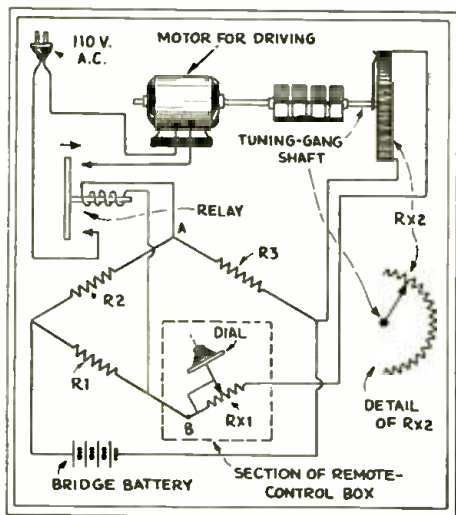 110 V.
A.C.
MOTOR FOR DRIVING
TUNING-GANG
SHAFT
RELAY
RX2
A
R3
R2
DIAL
R1
RX1
B
DETAIL
OF RX2
BRIDGE BATTERY
SECTION OF REMOTE-
CONTROL BOX